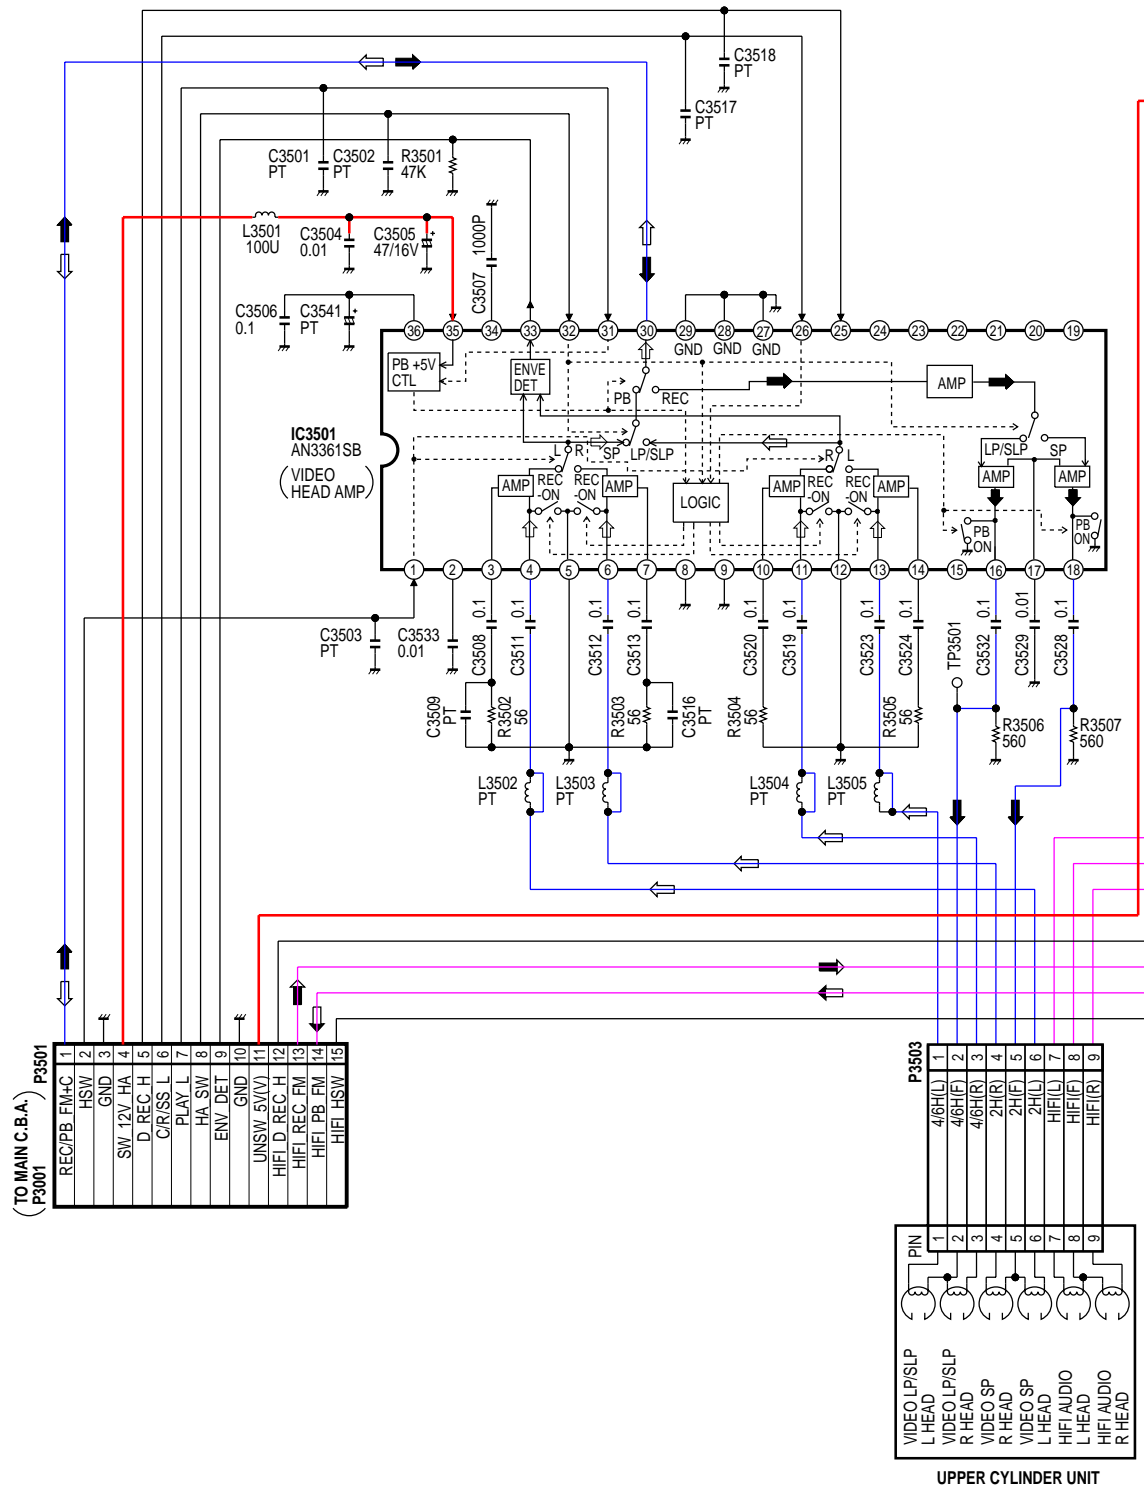 C3518
PT
C3517
PT
C3501
PT
C3502
PT
R3501
47K
L3501
100U
C3504
0.01
C3505
47/16V
C3507 1000P
C3506
0.1
C3541
PT
36 35 34 33 32 31 30 29 28 27 26 25 24 23 22 21 20 19
GND GND GND
PB +5V
CTL
ENVE
DET
PB REC
AMP
IC3501
AN3361SB
(VIDEO
HEAD AMP)
L R SP LP/SLP
R L
LP/SLP SP
AMP REC
-ON REC
-ON AMP
LOGIC
AMP REC
-ON REC
-ON AMP
AMP AMP
PB
ON
PB
ON
1 2 3 4 5 6 7 8 9 10 11 12 13 14 15 16 17 18
C3503
PT
C3533
0.01
C3508 0.1
C3511 0.1
C3512 0.1
C3513 0.1
C3520 0.1
C3519 0.1
C3523 0.1
C3524 0.1
TP3501
C3532 0.1
C3529 0.01
C3528 0.1
C3509
PT
R3502
56
R3503
56
C3516
PT
R3504
56
R3505
56
R3506
560
R3507
560
L3502
PT
L3503
PT
L3504
PT
L3505
PT
(TO MAIN C.B.A.)
P3001
P3501
1 REC/PB FM+C
2 HSW
3 GND
4 SW 12V HA
5 D REC H
6 C/R/SS L
7 PLAY L
8 HA SW
9 ENV DET
10 GND
11 UNSW 5V(V)
12 HIFI D REC H
13 HIFI REC FM
14 HIFI PB FM
15 HIFI HSW
P3503
1 4/6H(L)
2 4/6H(F)
3 4/6H(R)
4 2H(R)
5 2H(F)
6 2H(L)
7 HIFI(L)
8 HIFI(F)
9 HIFI(R)
PIN 1 2 3 4 5 6 7 8 9
VIDEO LP/SLP
L HEAD
VIDEO LP/SLP
R HEAD
VIDEO SP
R HEAD
VIDEO SP
L HEAD
HIFI AUDIO
L HEAD
HIFI AUDIO
R HEAD
UPPER CYLINDER UNIT